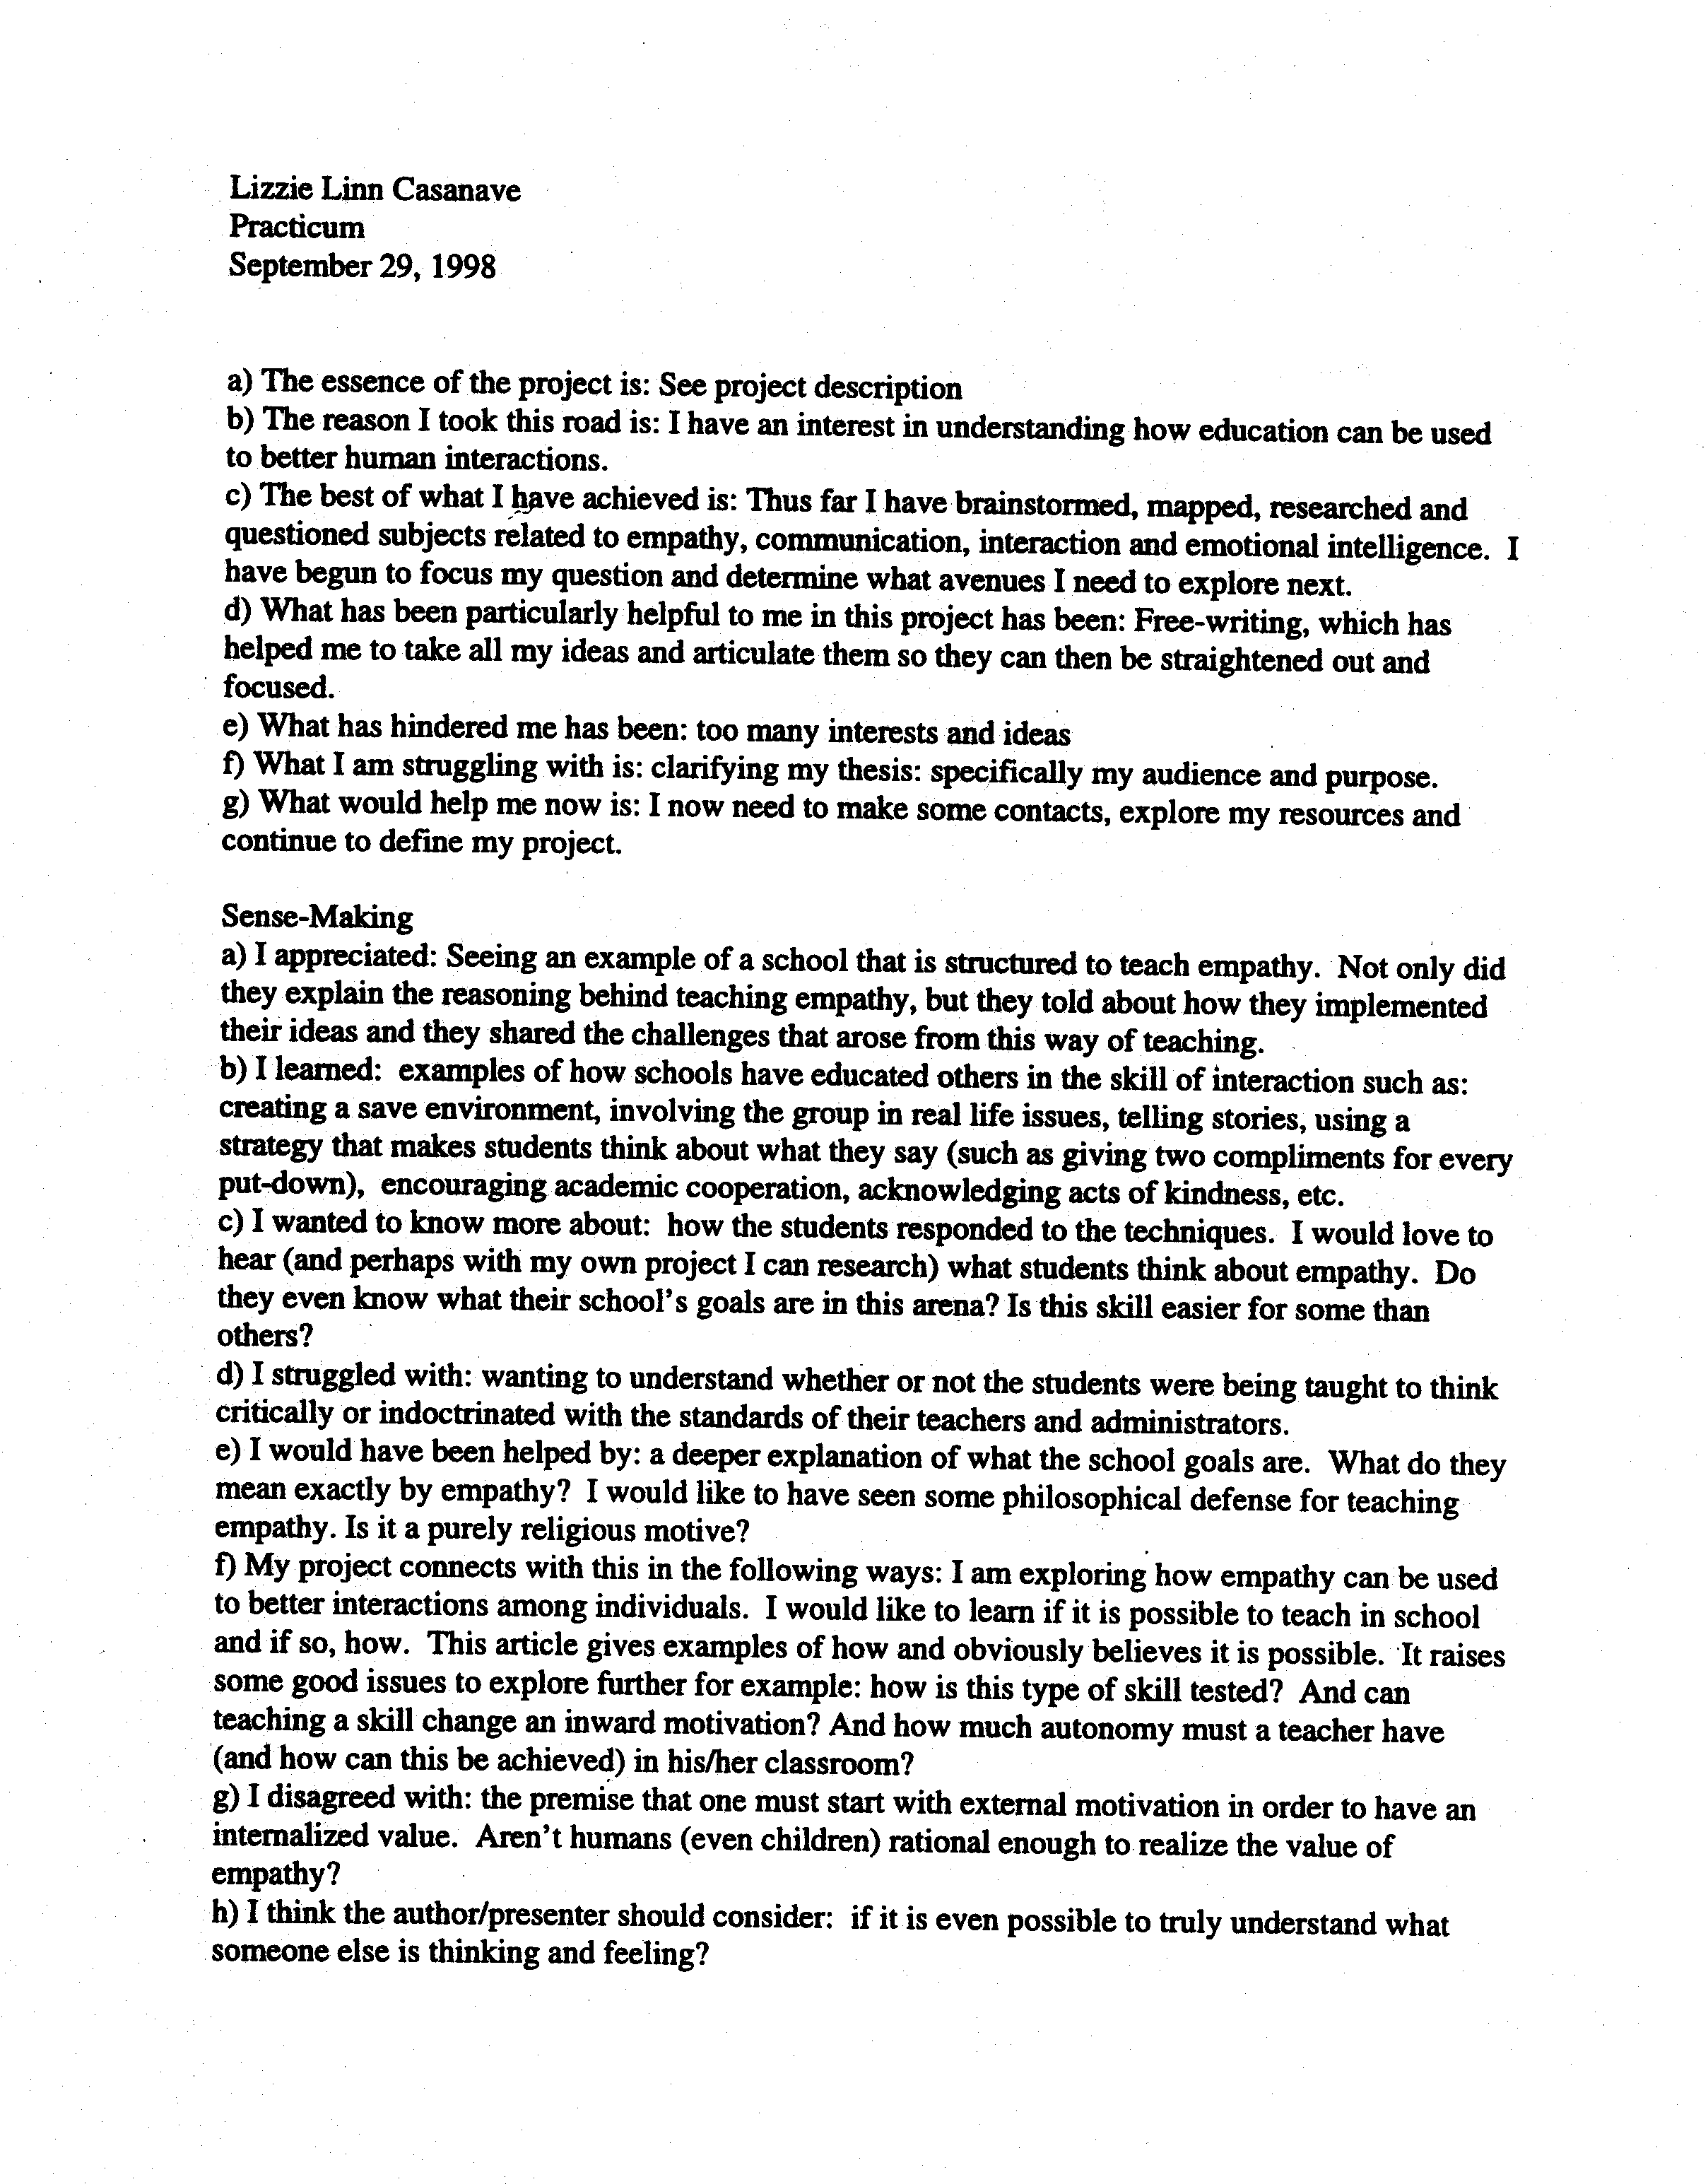 Lizzie Linn Casanave
Practicum
September 29, 1998
a) The essence of the project is: See project description
b) The reason I took this road is: I have an interest in understanding how education can be used
to better human interactions.
c) The best of what I have achieved is: Thus far I have brainstormed, mapped, researched and
questioned subjects related to empathy, communication, interaction and emotional intelligence. I
have begun to focus my question and determine what avenues I need to explore next.
d) What has been particularly helpful to me in this project has been: Free-writing, which has
helped me to take all my ideas and articulate them so they can then be straightened out and
focused.
e) What has hindered me has been: too many interests and ideas
f) What I am struggling with is: clarifying my thesis: specifically my audience and purpose.
g) What would help me now is: I now need to make some contacts, explore my resources and
continue to define my project.
Sense-Making
a) I appreciated: Seeing an example of a school that is structured to teach empathy. Not only did
they explain the reasoning behind teaching empathy, but they told about how they implemented
their ideas and they shared the challenges that arose from this way of teaching.
b) I learned: examples of how schools have educated others in the skill of interaction such as:
creating a save environment, involving the group in real life issues, telling stories, using a
strategy that makes students think about what they say (such as giving two compliments for every
put-down), encouraging academic cooperation, acknowledging acts of kindness, etc.
c) I wanted to know more about: how the students responded to the techniques. I would love to
hear (and perhaps with my own project I can research) what students think about empathy. Do
they even know what their school's goals are in this arena? Is this skill easier for some than
others?
d) I struggled with: wanting to understand whether or not the students were being taught to think
critically or indoctrinated with the standards of their teachers and administrators.
e) I would have been helped by: a deeper explanation of what the school goals are. What do they
mean exactly by empathy? I would like to have seen some philosophical defense for teaching
empathy. Is it a purely religious motive?
f) My project connects with this in the following ways: I am exploring how empathy can be used
to better interactions among individuals. I would like to learn if it is possible to teach in school
and if so, how. This article gives examples of how and obviously believes it is possible. It raises
some good issues to explore further for example: how is this type of skill tested? And can
teaching a skill change an inward motivation? And how much autonomy must a teacher have
(and how can this be achieved) in his/her classroom?
g) I disagreed with: the premise that one must start with external motivation in order to have an
internalized value. Aren't humans (even children) rational enough to realize the value of
empathy?
h) I think the author/presenter should consider: if it is even possible to truly understand what
someone else is thinking and feeling?